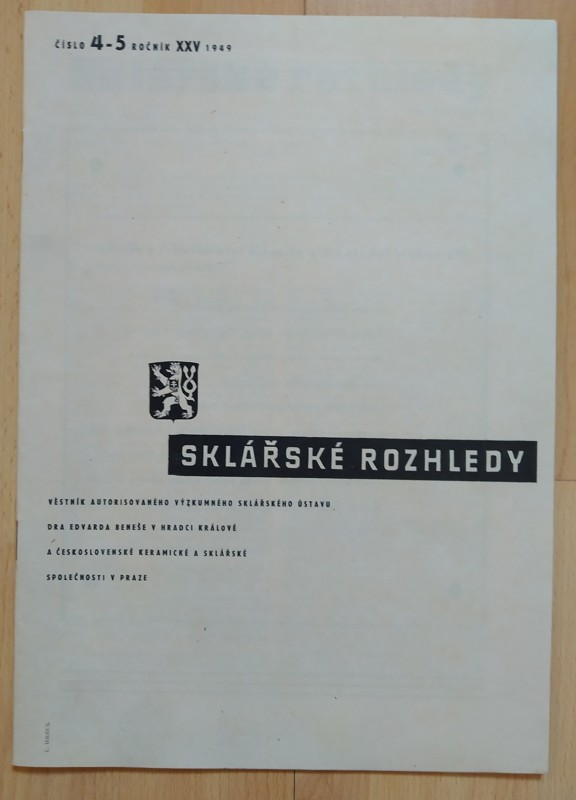 ČÍSLO 4-5 ROČNÍK XXV 1949
SKLÁŘSKÉ ROZHLEDY
VĚSTNÍK AUTORISOVANÉHO VÝZKUMNÉHO SKLÁŘSKÉHO ÚSTAVU
DRA EDVARDA BENEŠE V HRADCI KRÁLOVÉ
A ČESKOSLOVENSKÉ KERAMICKÉ A SKLÁŘSKÉ
SPOLEČNOSTI V PRAZE